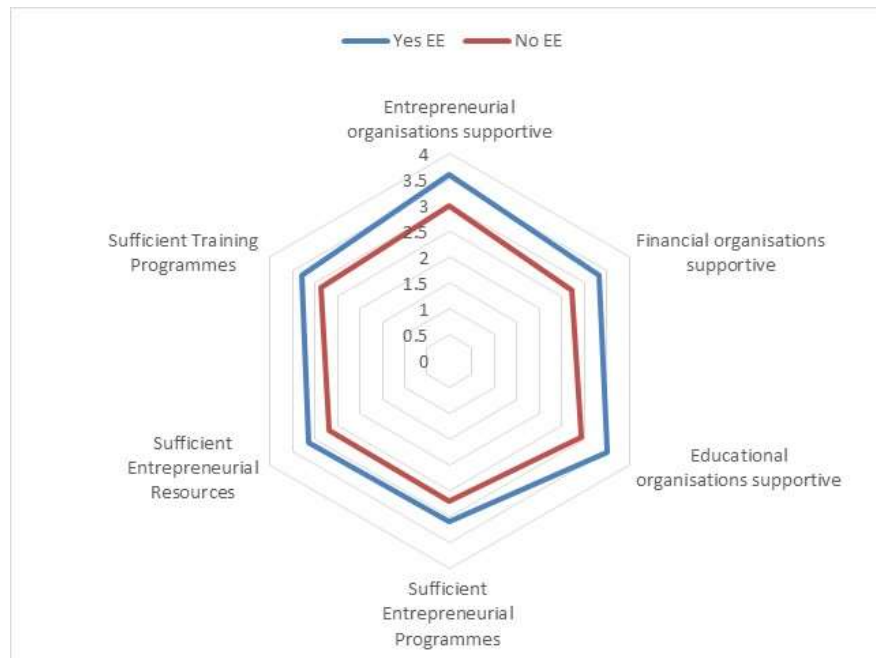 Yes EE
No EE
Entrepreneurial
organisations supportive
4
3.5
3
2.5
2
1.5
1
0.5
0
Sufficient Training
Programmes
Financial organisations
supportive
Sufficient
Entrepreneurial
Resources
Educational
organisations supportive
Sufficient
Entrepreneurial
Programmes